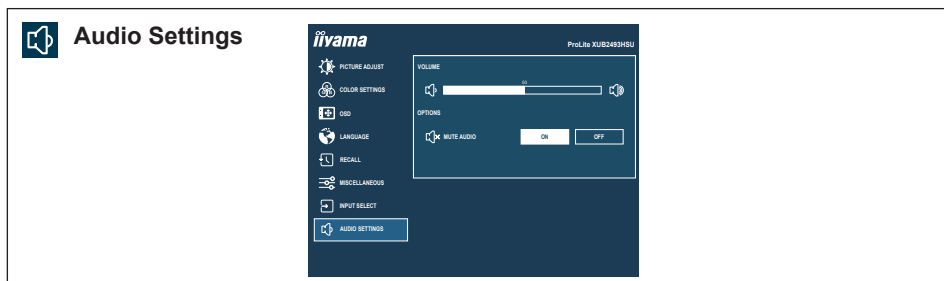 Audio Settings
iiyama
ProLite XUB2493HSU
PICTURE ADJUST
COLOR SETTINGS
OSD
LANGUAGE
RECALL
MISCELLANEOUS
INPUT SELECT
AUDIO SETTINGS
VOLUME
50
OPTIONS
MUTE AUDIO ON OFF